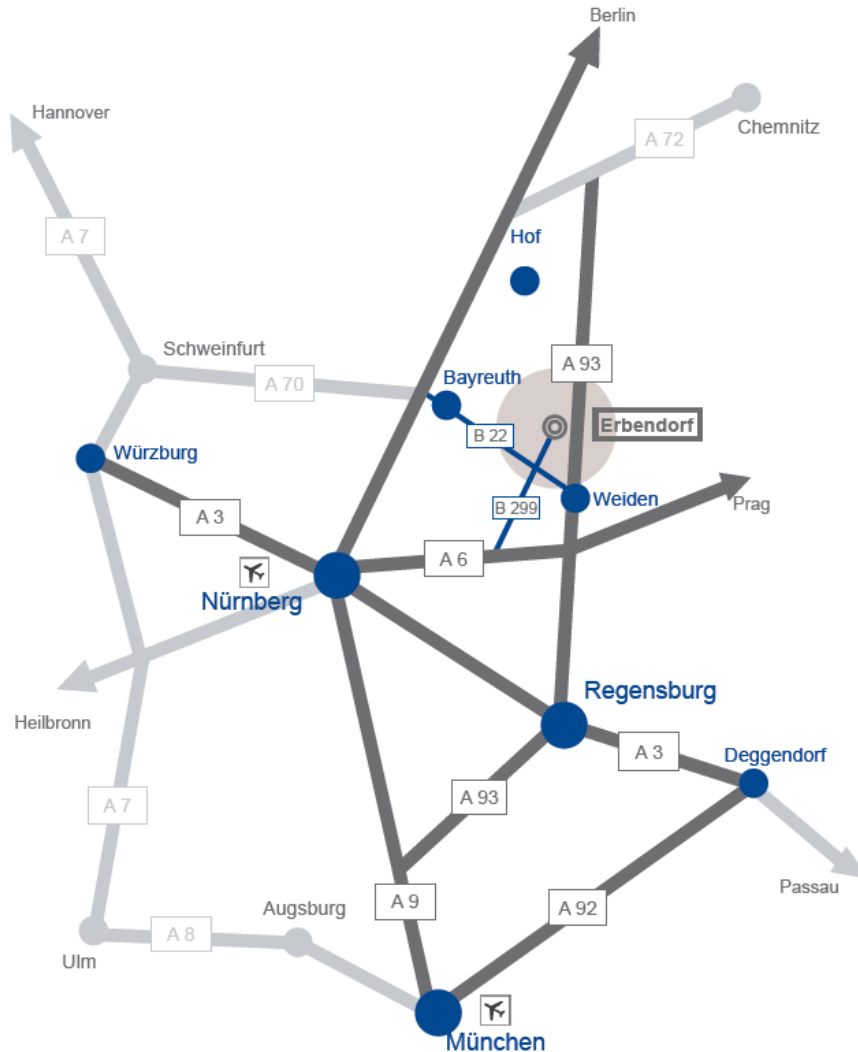 Berlin
Hannover
Chemnitz
A 72
A 7
Hof
Schweinfurt
A 93
Bayreuth
A 70
Erbendorf
B 22
Würzburg
Weiden
Prag
B 299
A 3
A 6
Nürnberg
Regensburg
Heilbronn
A 3
Deggendorf
A 93
A 7
Passau
A 9
A 92
Augsburg
A 8
Ulm
München